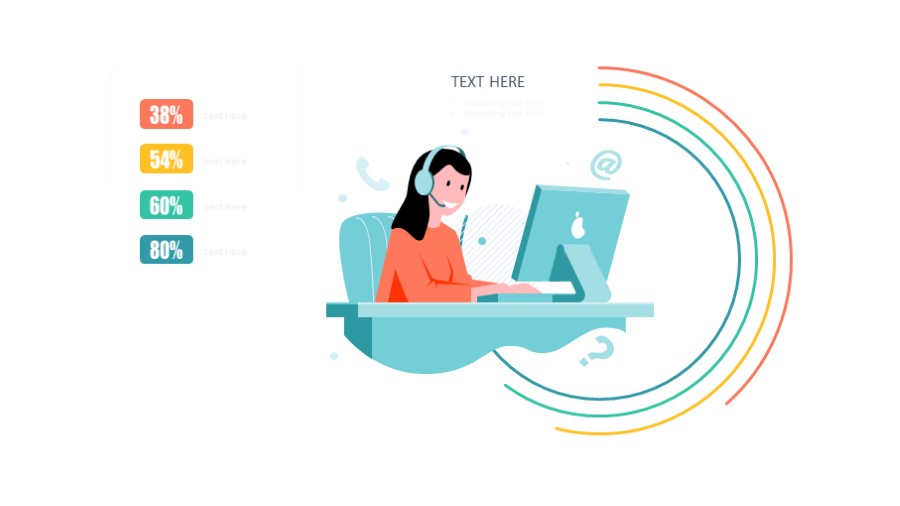 TEXT HERE
Supporting text here
Supporting text here
38%
text here
54%
text here
60%
text here
80%
text here
@
?